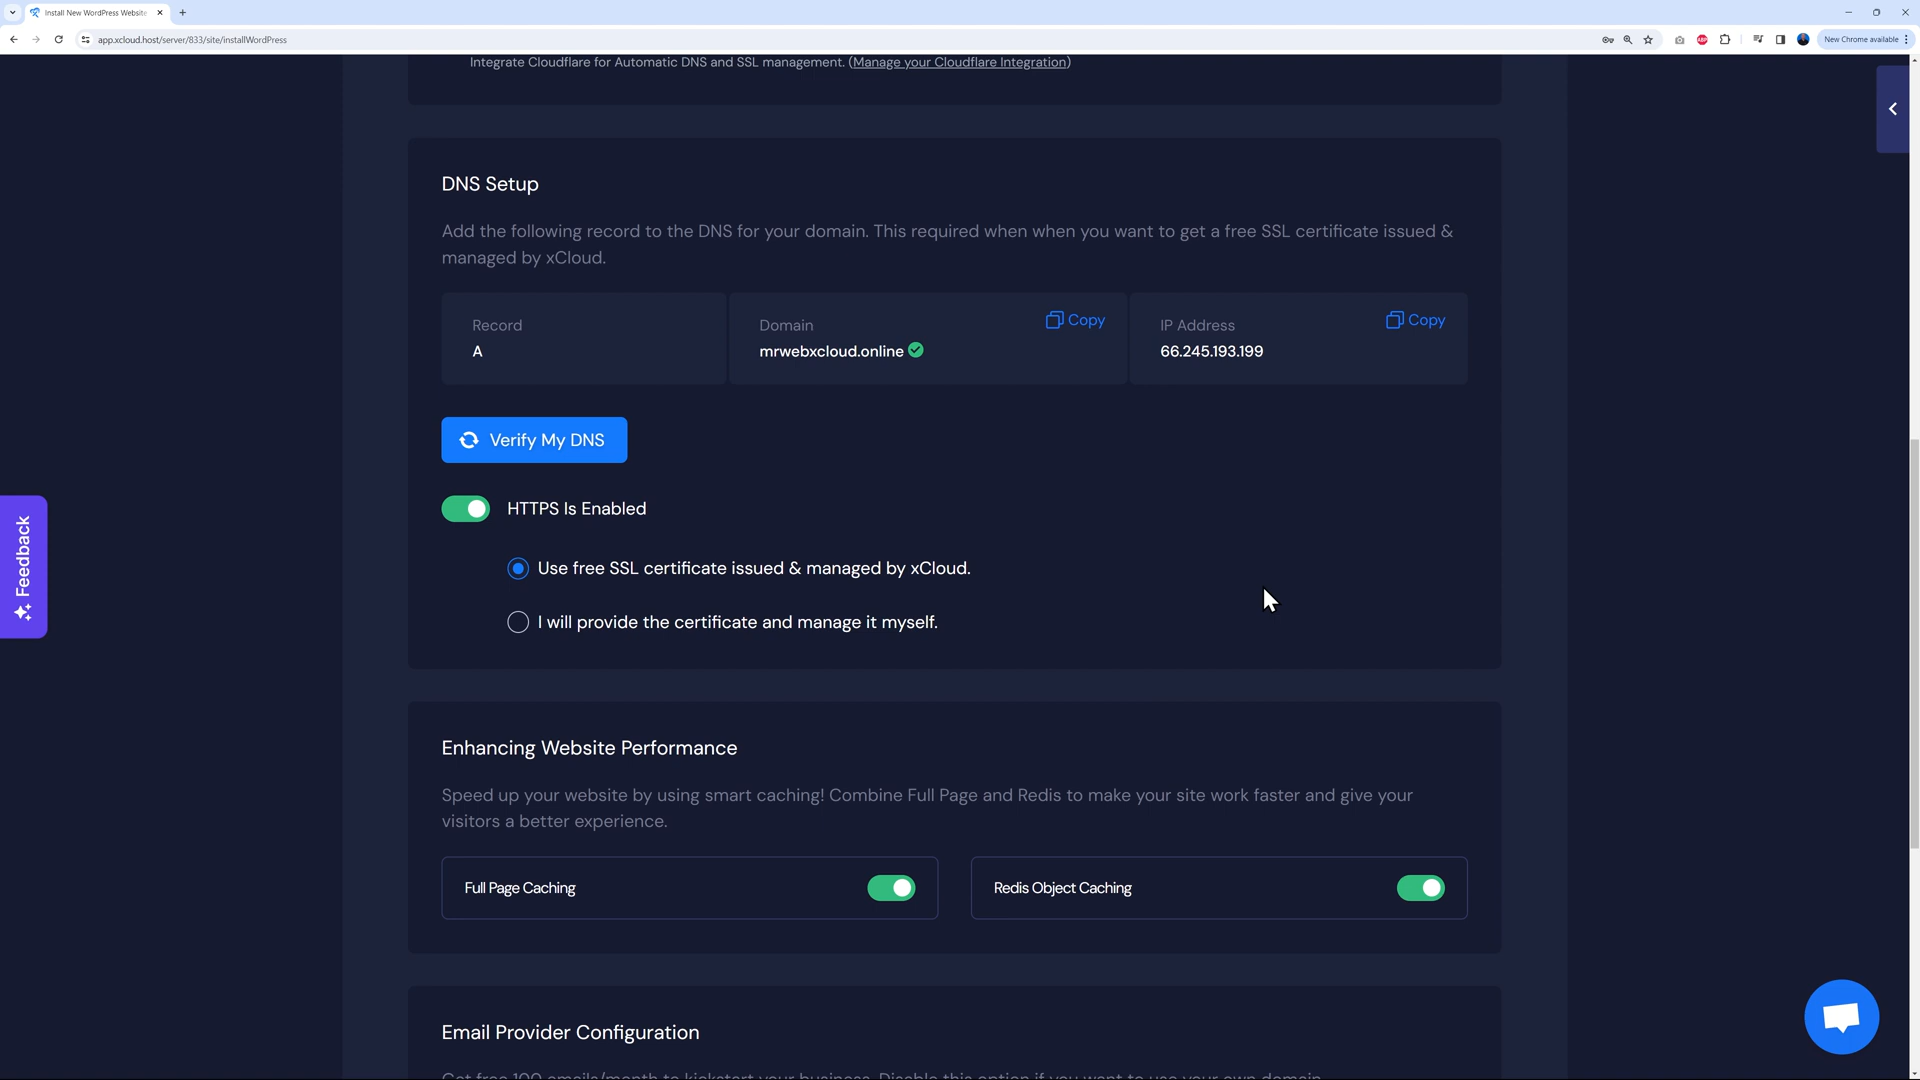 Install New WordPress Website
app.xcloud.host/server/833/site/installWordPress
ABP
New Chrome available
Integrate Cloudflare for Automatic DNS and SSL management. (Manage your Cloudflare Integration)
DNS Setup
Add the following record to the DNS for your domain. This required when when you want to get a free SSL certificate issued &
managed by xCloud.
Record
A
Domain
mrwebxcloud.online
Copy
IP Address
66.245.193.199
Copy
Verify My DNS
HTTPS Is Enabled
Use free SSL certificate issued & managed by xCloud.
I will provide the certificate and manage it myself.
Feedback
Enhancing Website Performance
Speed up your website by using smart caching! Combine Full Page and Redis to make your site work faster and give your
visitors a better experience.
Full Page Caching
Redis Object Caching
Email Provider Configuration
Get free 100 emails/month to kickstart your business. Disable this option if you want to use your own domain